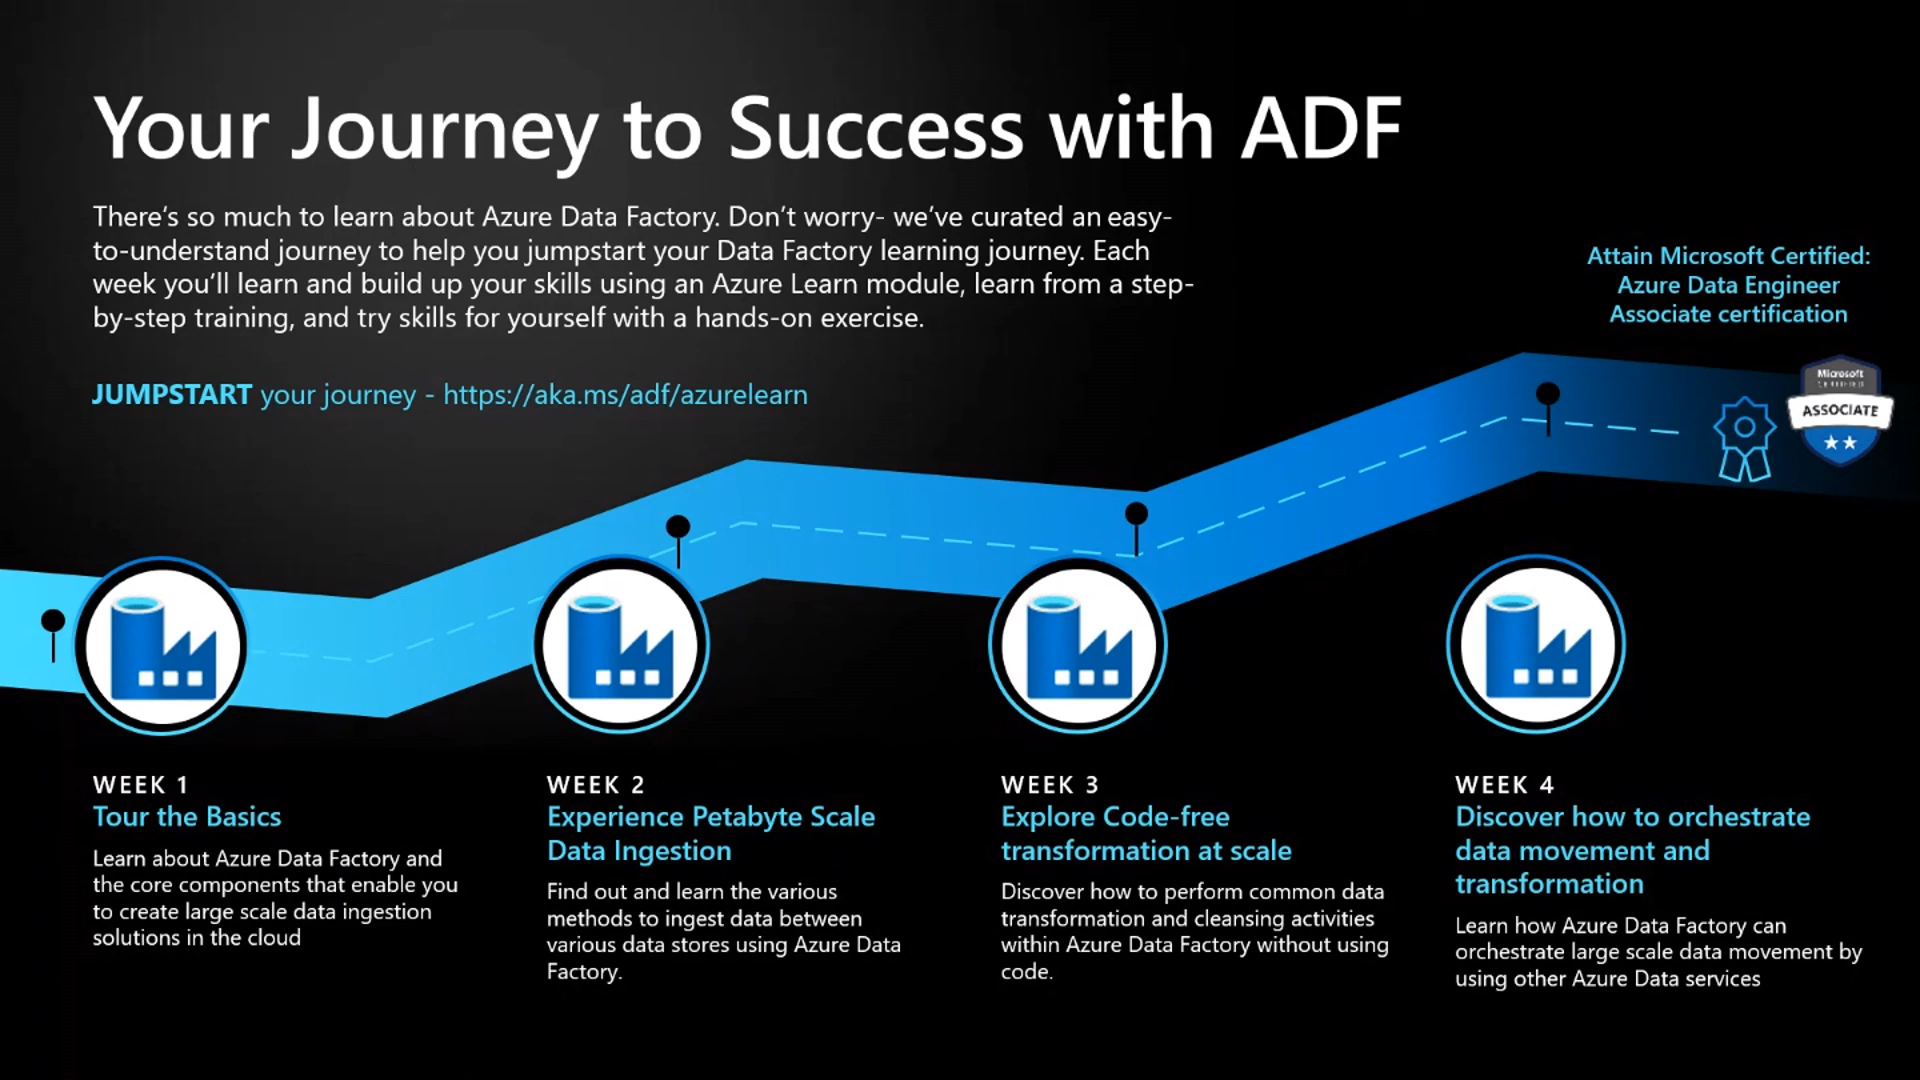 Your Journey to Success with ADF
There's so much to learn about Azure Data Factory. Don't worry- we've curated an easy-
to-understand journey to help you jumpstart your Data Factory learning journey. Each
week you'll learn and build up your skills using an Azure Learn module, learn from a step-
by-step training, and try skills for yourself with a hands-on exercise.
JUMPSTART your journey - https://aka.ms/adf/azurelearn
Attain Microsoft Certified:
Azure Data Engineer
Associate certification
Microsoft
CERTIFIED
ASSOCIATE
WEEK 1
Tour the Basics
Learn about Azure Data Factory and
the core components that enable you
to create large scale data ingestion
solutions in the cloud
WEEK 2
Experience Petabyte Scale
Data Ingestion
Find out and learn the various
methods to ingest data between
various data stores using Azure Data
Factory.
WEEK 3
Explore Code-free
transformation at scale
Discover how to perform common data
transformation and cleansing activities
within Azure Data Factory without using
code.
WEEK 4
Discover how to orchestrate
data movement and
transformation
Learn how Azure Data Factory can
orchestrate large scale data movement by
using other Azure Data services